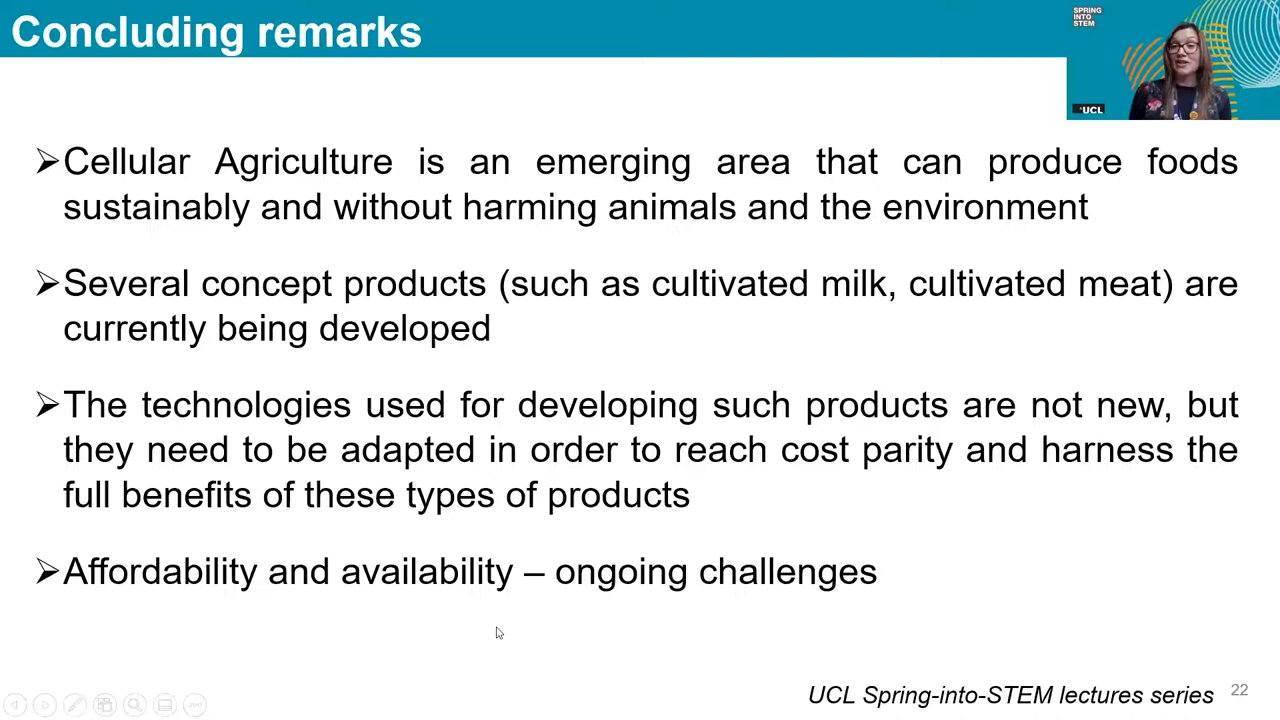 Concluding remarks
SPRING
INTO
STEM
UCL
➢Cellular Agriculture is an emerging area that can produce foods
sustainably and without harming animals and the environment
➢Several concept products (such as cultivated milk, cultivated meat) are
currently being developed
➢The technologies used for developing such products are not new, but
they need to be adapted in order to reach cost parity and harness the
full benefits of these types of products
➢Affordability and availability – ongoing challenges
UCL Spring-into-STEM lectures series
22